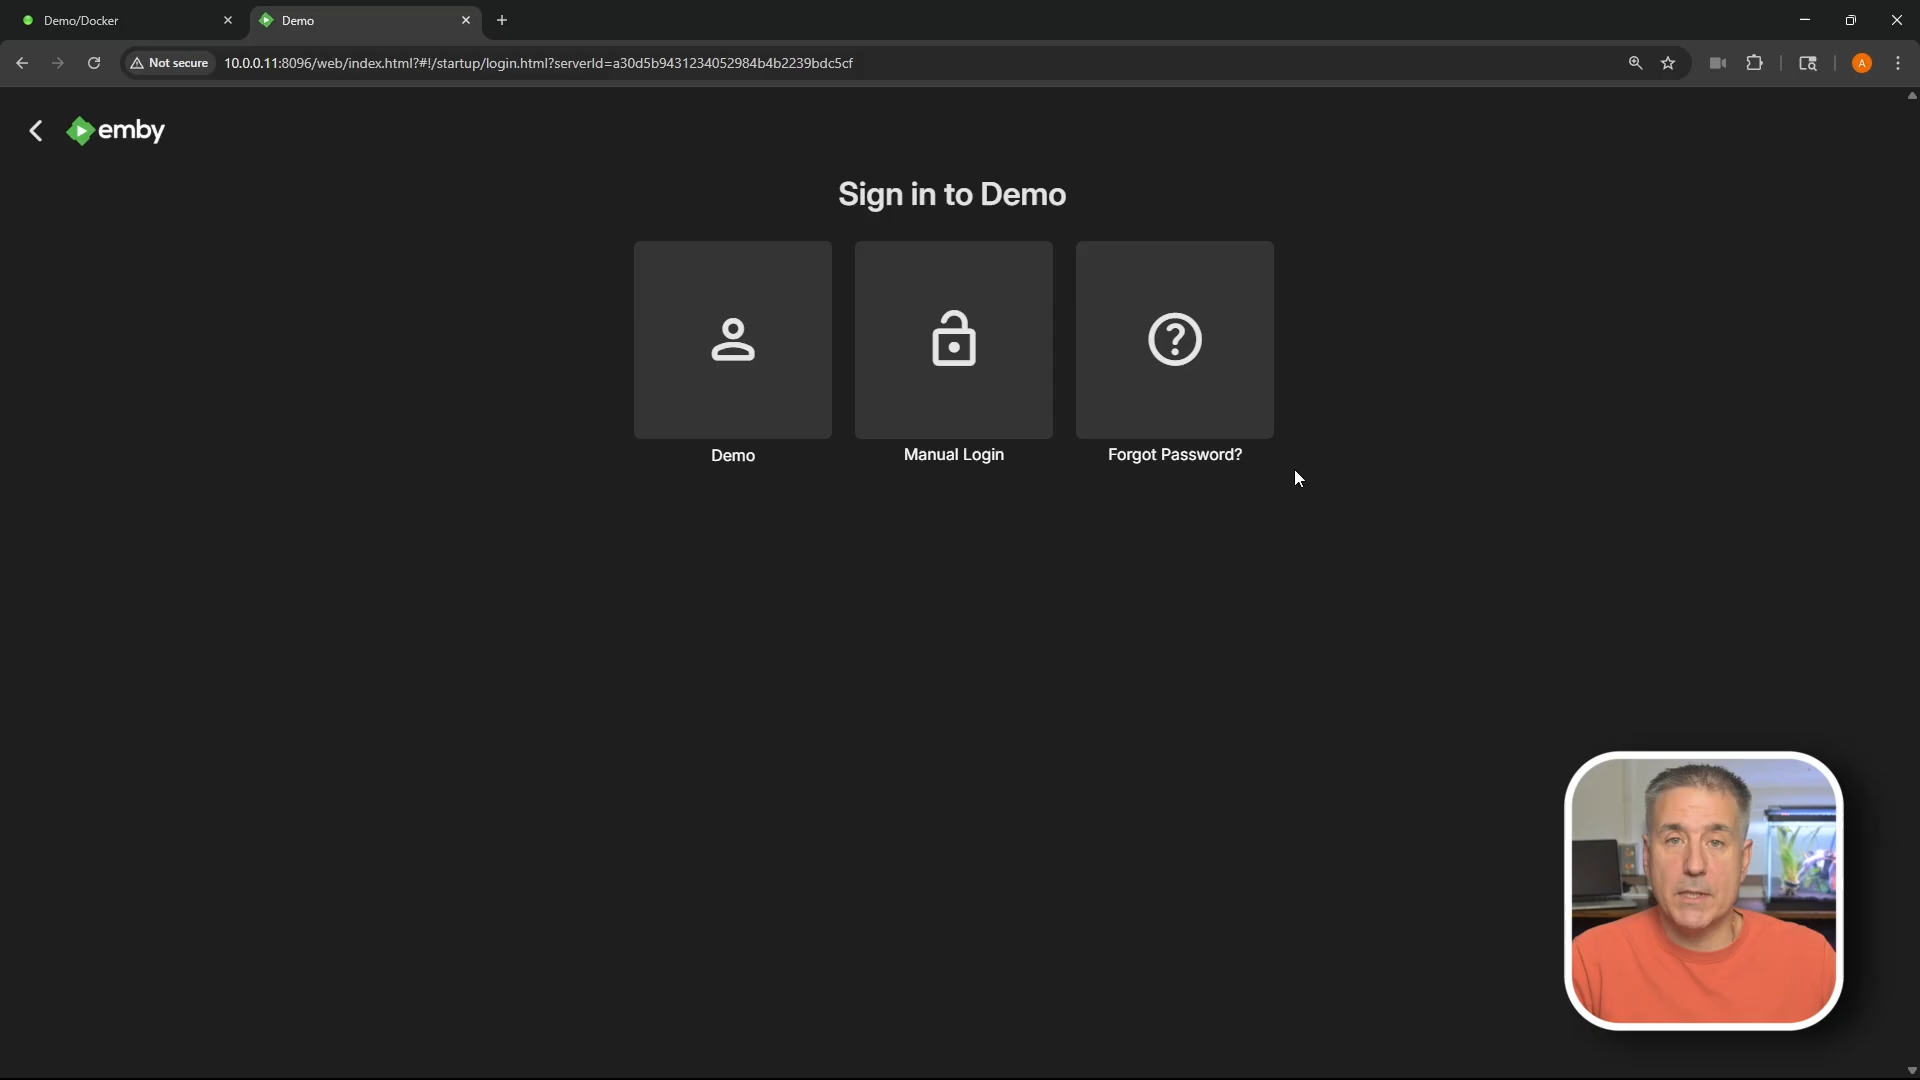 Demo/Docker
Demo
Not secure
10.0.0.11:8096/web/index.html?#!/startup/login.html?serverId=a30d5b9431234052984b4b2239bdc5cf
A
emby
Sign in to Demo
Demo
Manual Login
Forgot Password?